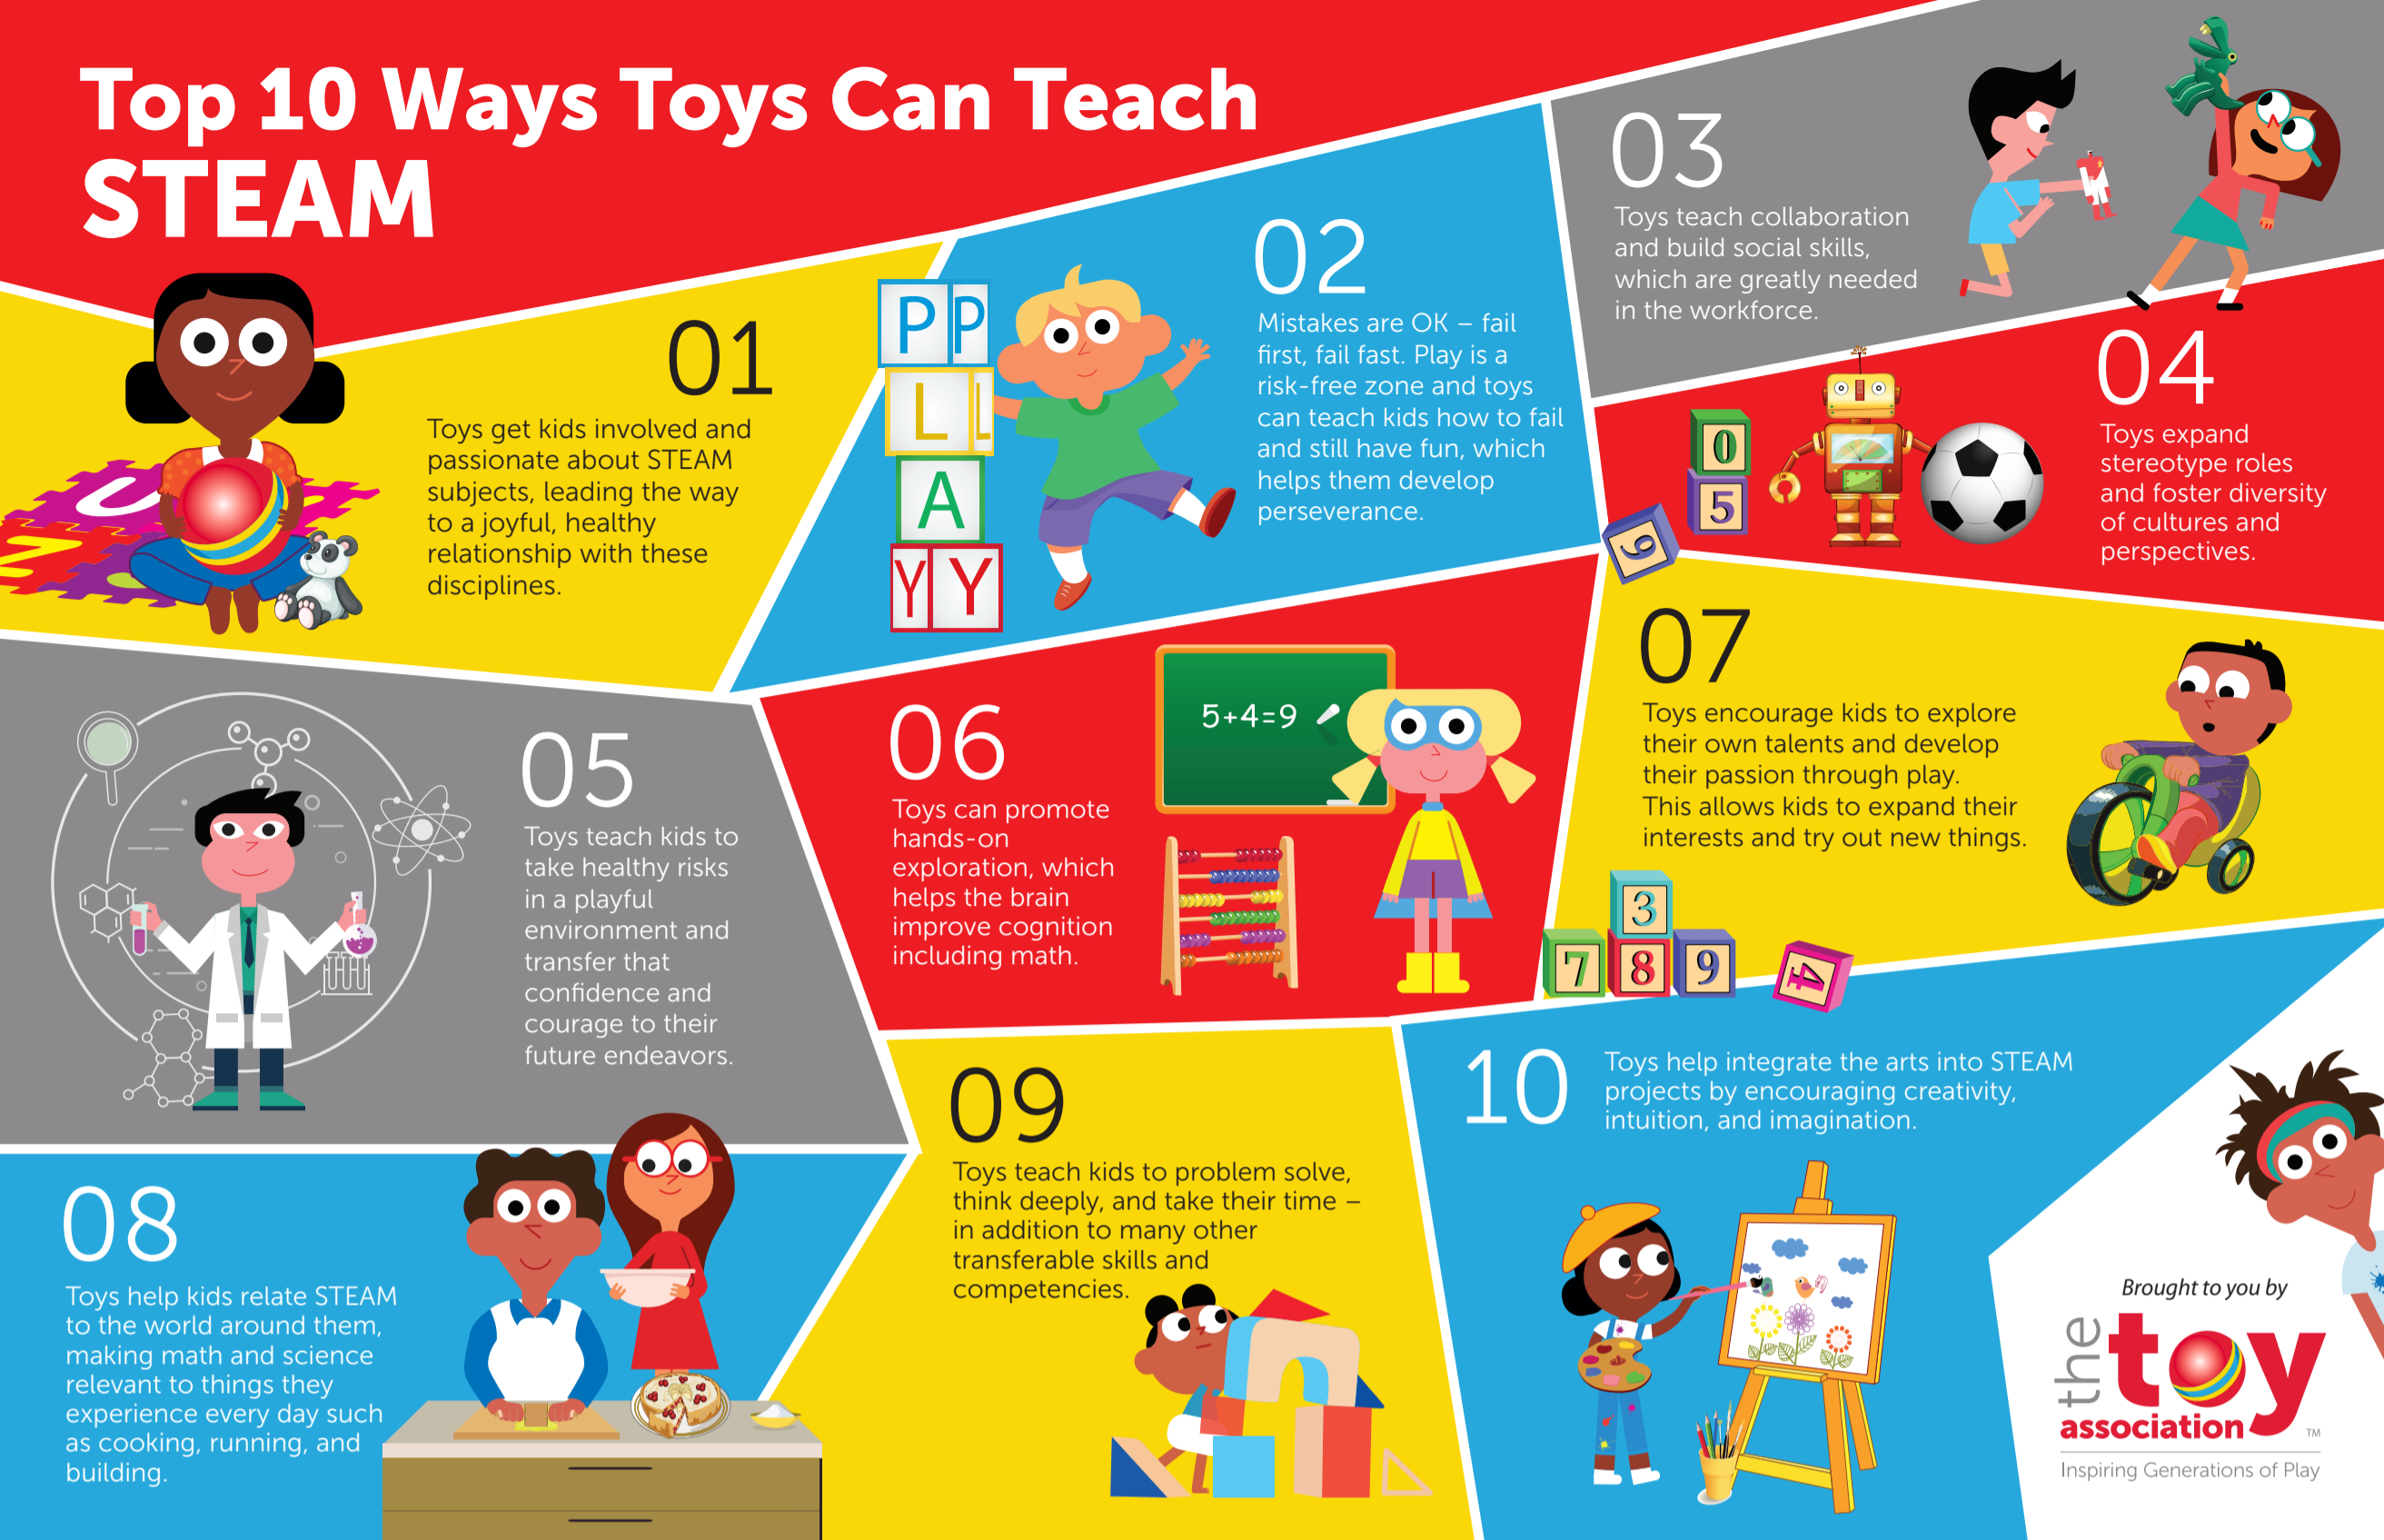 Top 10 Ways Toys Can Teach
STEAM
01
Toys get kids involved and
passionate about STEAM
subjects, leading the way
to a joyful, healthy
relationship with these
disciplines.
P P
L L
A
Y Y
02
Mistakes are OK – fail
first, fail fast. Play is a
risk-free zone and toys
can teach kids how to fail
and still have fun, which
helps them develop
perseverance.
03
Toys teach collaboration
and build social skills,
which are greatly needed
in the workforce.
04
Toys expand
stereotype roles
and foster diversity
of cultures and
perspectives.
0
5
6
05
Toys teach kids to
take healthy risks
in a playful
environment and
transfer that
confidence and
courage to their
future endeavors.
06
Toys can promote
hands-on
exploration, which
helps the brain
improve cognition
including math.
5+4=9
07
Toys encourage kids to explore
their own talents and develop
their passion through play.
This allows kids to expand their
interests and try out new things.
3
7 8 9
4
08
Toys help kids relate STEAM
to the world around them,
making math and science
relevant to things they
experience every day such
as cooking, running, and
building.
09
Toys teach kids to problem solve,
think deeply, and take their time –
in addition to many other
transferable skills and
competencies.
10
Toys help integrate the arts into STEAM
projects by encouraging creativity,
intuition, and imagination.
Brought to you by
the toy
association TM
Inspiring Generations of Play